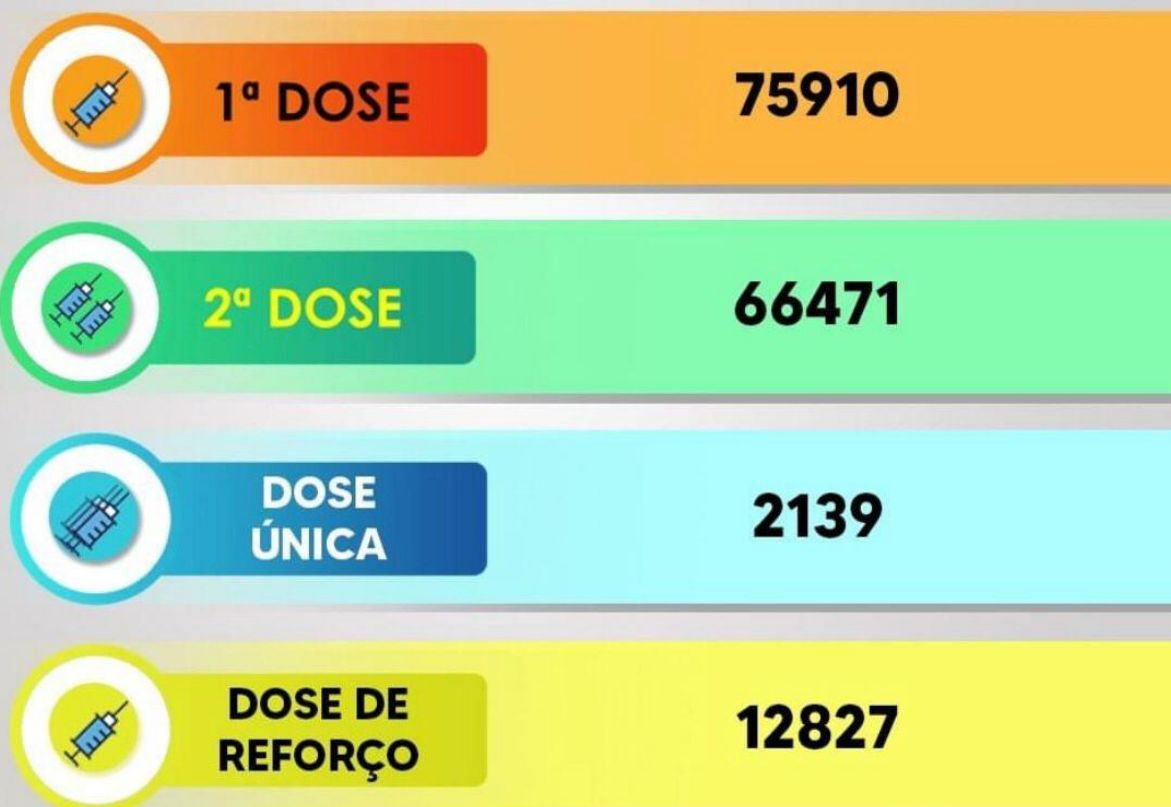 1ª DOSE
75910
2ª DOSE
66471
DOSE
ÚNICA
2139
DOSE DE
REFORÇO
12827